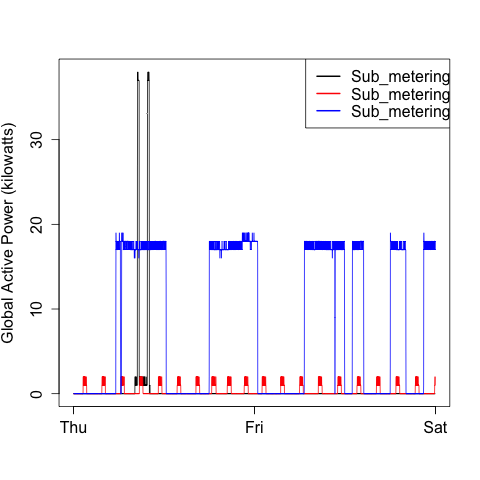 Sub_metering
Sub_metering
Sub_metering
Global Active Power (kilowatts)
30
20
10
0
Thu
Fri
Sat